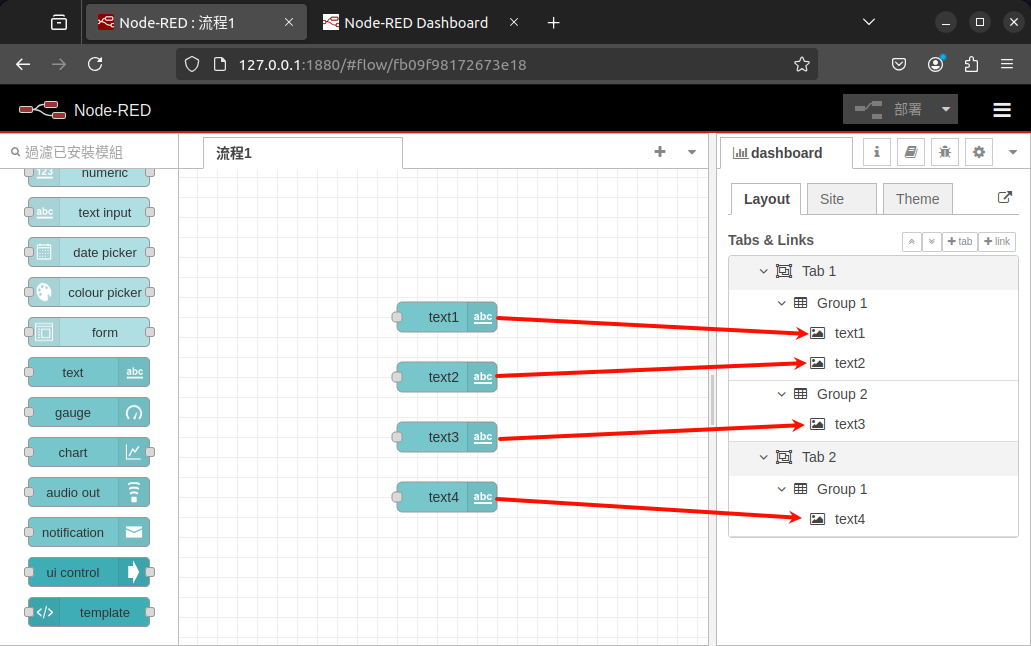 Node-RED : 流程1
Node-RED Dashboard
127.0.0.1:1880/#flow/fb09f98172673e18
Node-RED
部署
過濾已安裝模組
流程1
dashboard
123
numeric
abc
text input
date picker
colour picker
form
text
abc
gauge
chart
audio out
notification
ui control
</>
template
text1
abc
text2
abc
text3
abc
text4
abc
Layout
Site
Theme
Tabs & Links
+ tab
+ link
Tab 1
Group 1
text1
text2
Group 2
text3
Tab 2
Group 1
text4